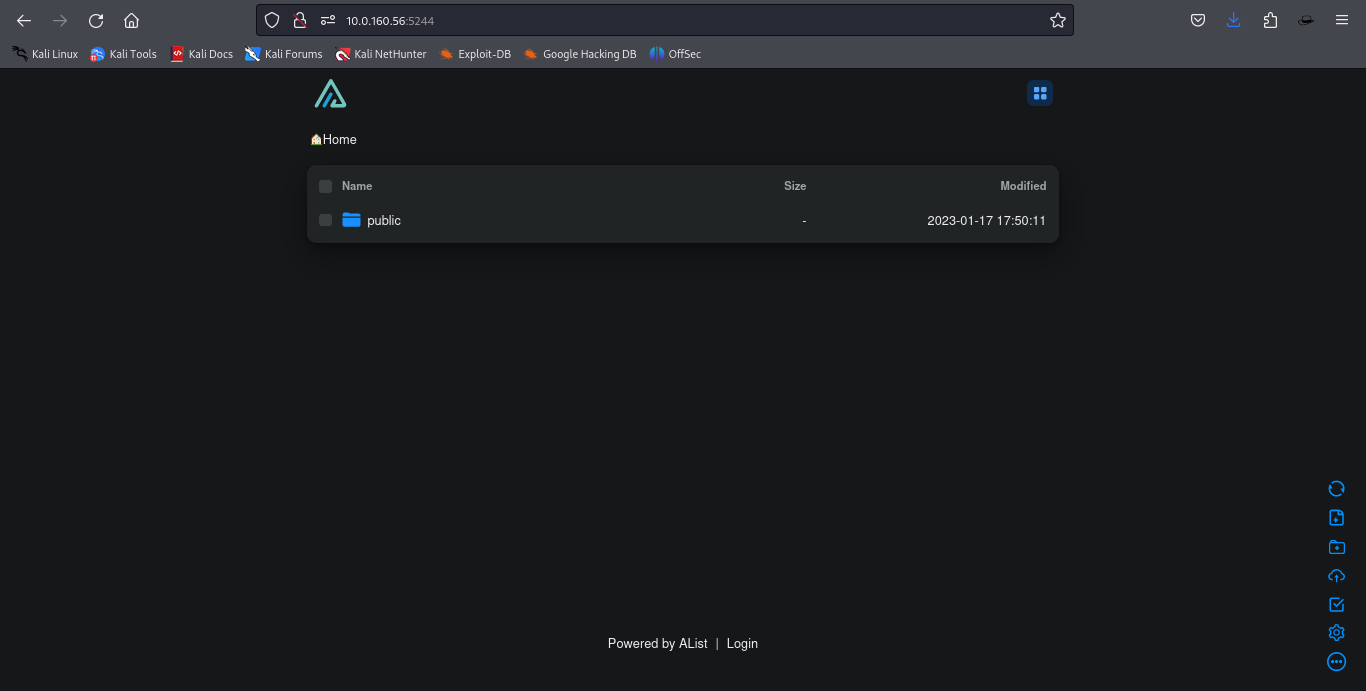 10.0.160.56:5244
Kali Linux Kali Tools Kali Docs Kali Forums Kali NetHunter Exploit-DB Google Hacking DB OffSec
Home
Name Size Modified
public - 2023-01-17 17:50:11
Powered by AList | Login